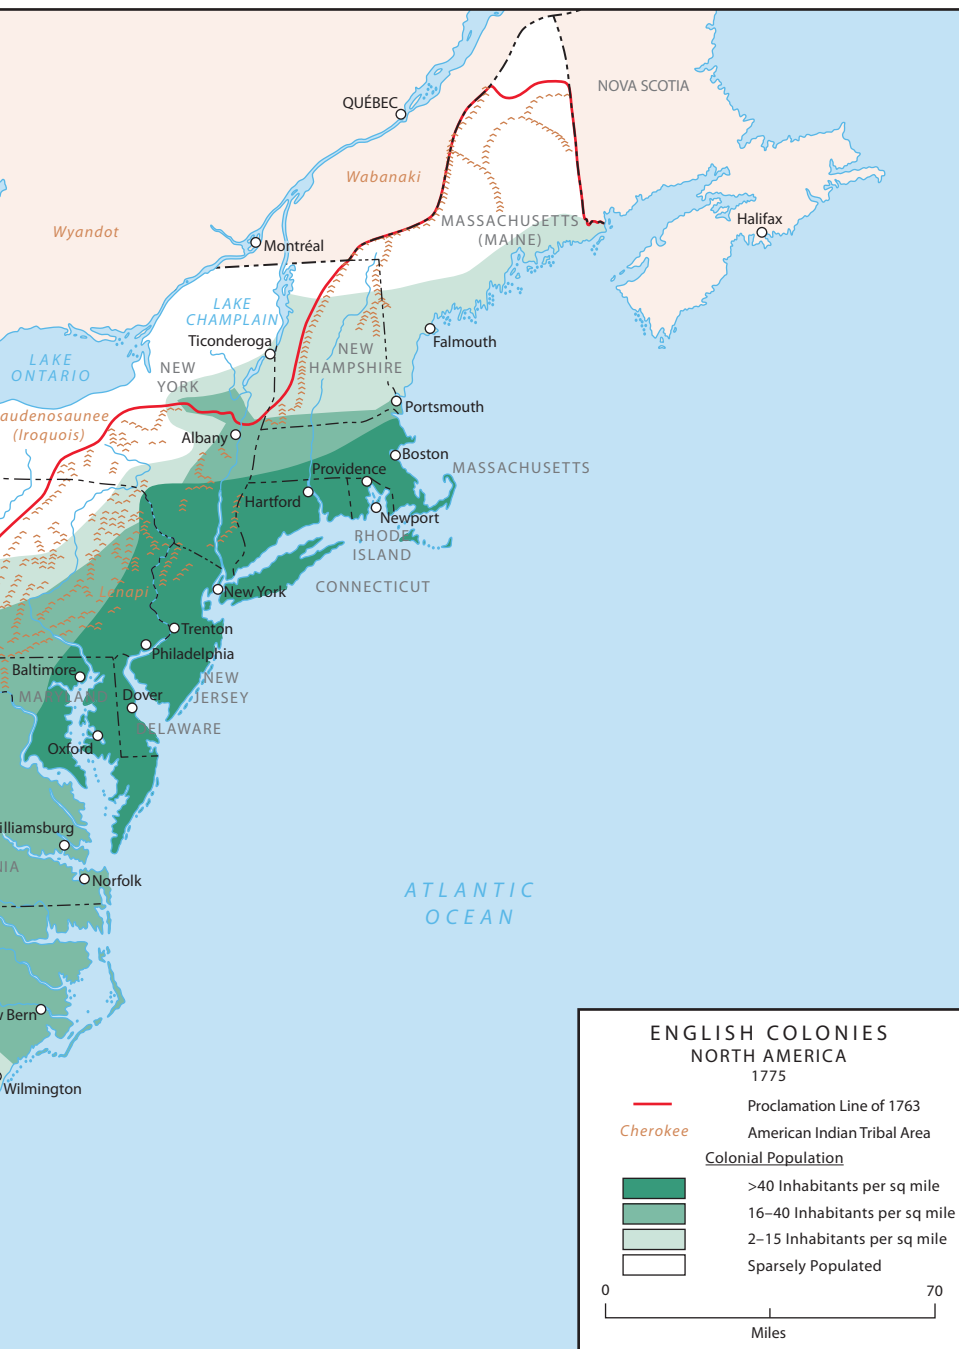 NOVA SCOTIA
QUÉBEC
Wabanaki
Halifax
MASSACHUSETTS
(MAINE)
Wyandot
Montréal
LAKE
CHAMPLAIN
Ticonderoga
Falmouth
NEW
HAMPSHIRE
LAKE
ONTARIO
NEW
YORK
Portsmouth
audenosaunee
(Iroquois)
Albany
Boston
MASSACHUSETTS
Providence
Hartford
Newport
RHODE
ISLAND
CONNECTICUT
Lenapi
New York
Trenton
Philadelphia
Baltimore
NEW
JERSEY
MARYLAND
Dover
DELAWARE
Oxford
illiamsburg
NIA
Norfolk
ATLANTIC
OCEAN
w Bern
Wilmington
ENGLISH COLONIES
NORTH AMERICA
1775
Proclamation Line of 1763
Cherokee American Indian Tribal Area
Colonial Population
>40 Inhabitants per sq mile
16–40 Inhabitants per sq mile
2–15 Inhabitants per sq mile
Sparsely Populated
0 70
Miles